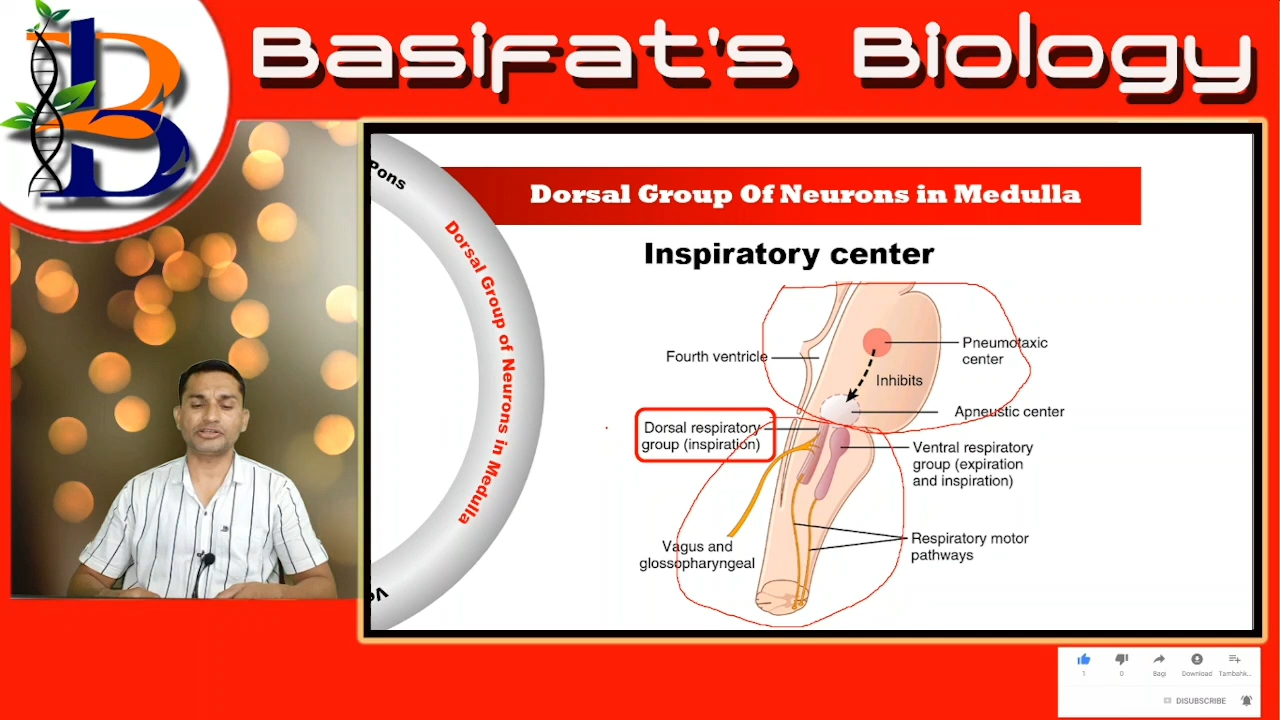 Basifat's Biology
B
Pons
Dorsal Group Of Neurons in Medulla
Dorsal Group of Neurons in Medulla
Inspiratory center
Pneumotaxic
center
Fourth ventricle
Inhibits
Apneustic center
Dorsal respiratory
group (inspiration)
Ventral respiratory
group (expiration
and inspiration)
Vagus and
glossopharyngeal
Respiratory motor
pathways
Ve
1
0
Bagi
Download
Tambahk...
DISUBSCRIBE